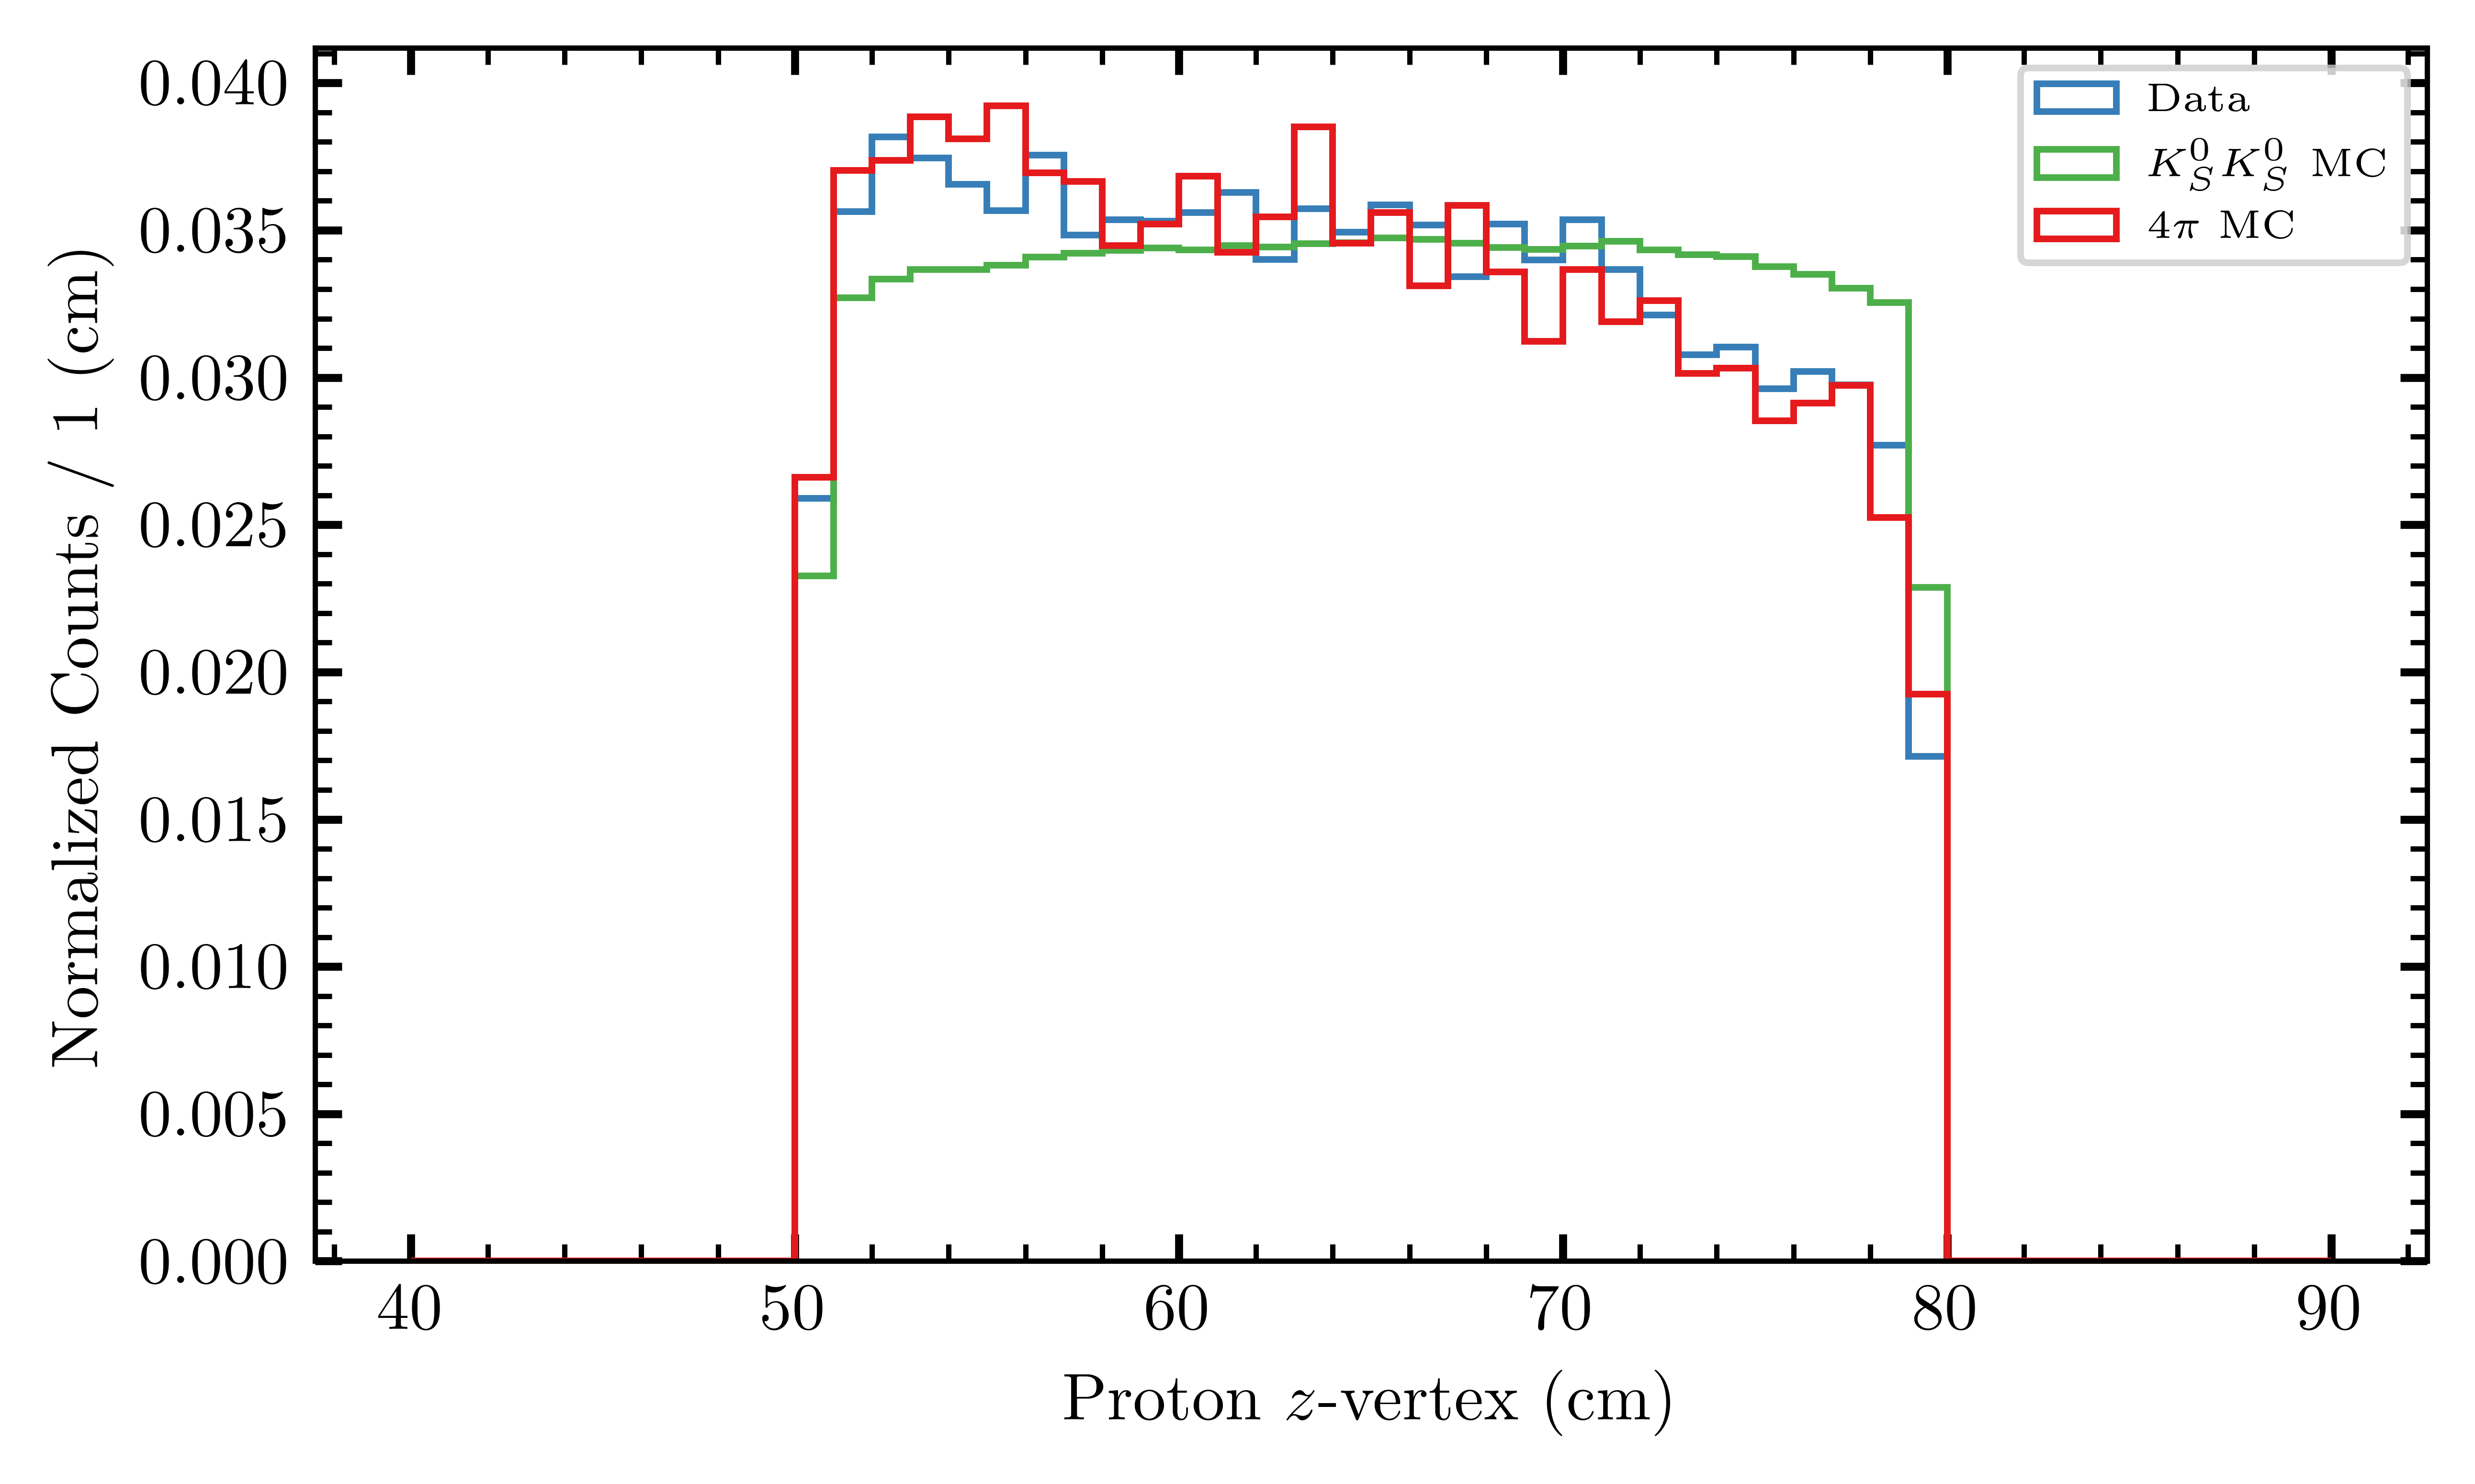 0.040
0.035
0.030
0.025
0.020
0.015
0.010
0.005
0.000
Normalized Counts / 1 (cm)
Data
$K_S^0 K_S^0$ MC
4π MC
40 50 60 70 80 90
Proton z-vertex (cm)